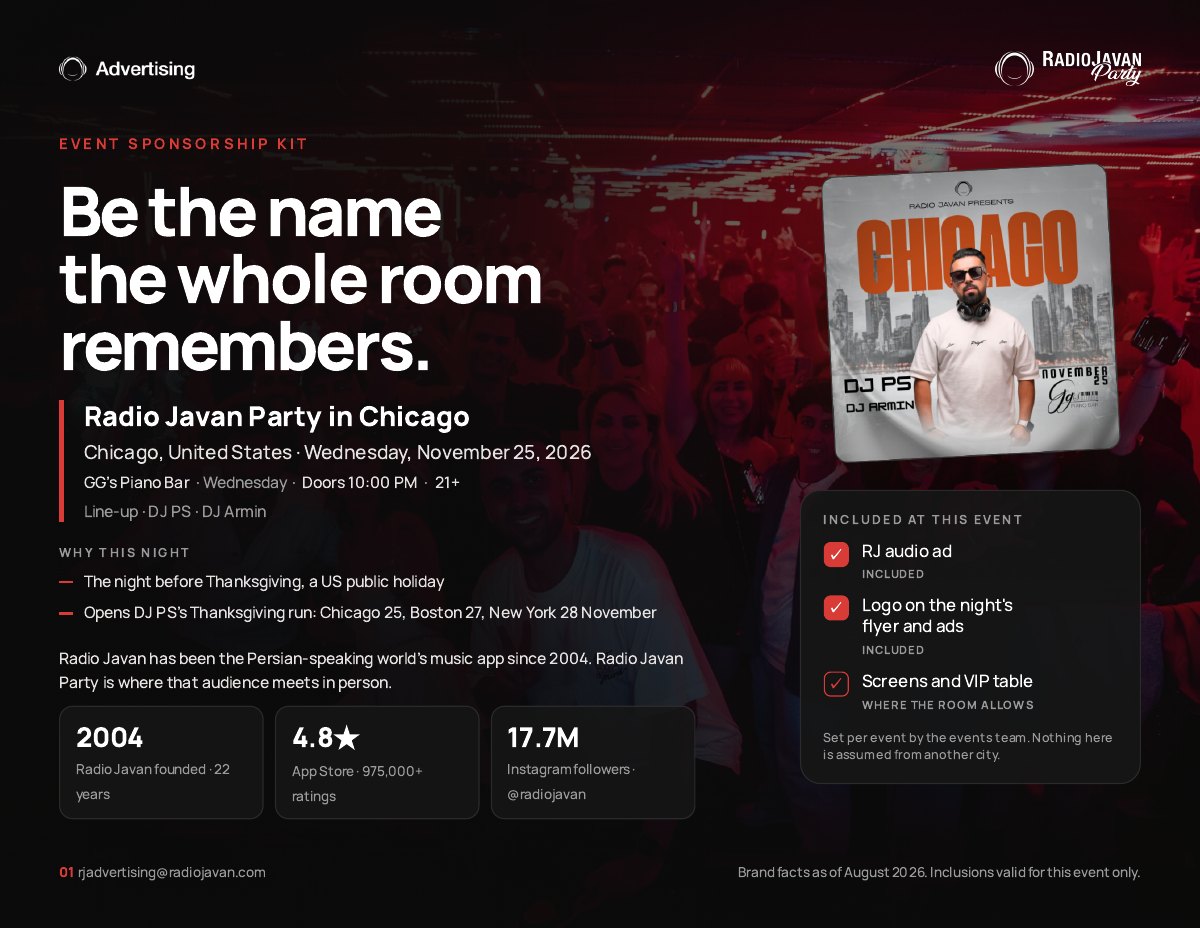 Advertising
RADIOJAVAN
Party
EVENT SPONSORSHIP KIT
Be the name
the whole room
remembers.
Radio Javan Party in Chicago
Chicago, United States · Wednesday, November 25, 2026
GG's Piano Bar · Wednesday · Doors 10:00 PM · 21+
Line-up · DJ PS · DJ Armin
WHY THIS NIGHT
— The night before Thanksgiving, a US public holiday
— Opens DJ PS's Thanksgiving run: Chicago 25, Boston 27, New York 28 November
Radio Javan has been the Persian-speaking world's music app since 2004. Radio Javan
Party is where that audience meets in person.
2004
Radio Javan founded · 22
years
4.8★
App Store · 975,000+
ratings
17.7M
Instagram followers ·
@radiojavan
RADIO JAVAN PRESENTS
CHICAGO
DJ PS
DJ ARMIN
NOVEMBER
25
Gg
PIANO BAR
INCLUDED AT THIS EVENT
✓ RJ audio ad
INCLUDED
✓ Logo on the night's
flyer and ads
INCLUDED
✓ Screens and VIP table
WHERE THE ROOM ALLOWS
Set per event by the events team. Nothing here
is assumed from another city.
01 rjadvertising@radiojavan.com
Brand facts as of August 2026. Inclusions valid for this event only.